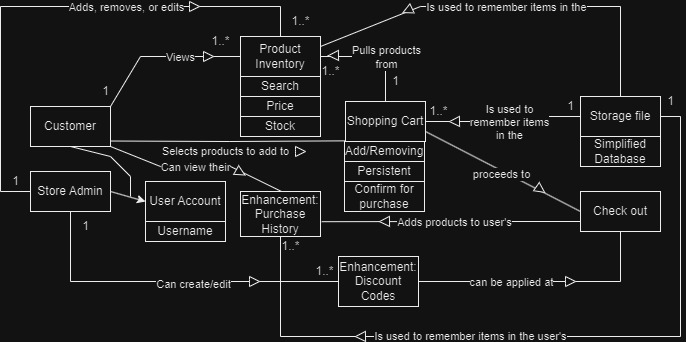 Adds, removes, or edits
Is used to remember items in the
1..*
1..*
Product
Inventory
Search
Price
Stock
Views
Pulls products
from
1..*
1
1
Customer
Shopping Cart
Add/Removing
Persistent
Confirm for
purchase
1..*
Is used to
remember items
in the
1
1
Storage file
Simplified
Database
Selects products to add to
Can view their
1
Store Admin
1
User Account
Username
Enhancement:
Purchase
History
1..*
proceeds to
Check out
Adds products to user's
Can create/edit
1..*
Enhancement:
Discount
Codes
can be applied at
Is used to remember items in the user's